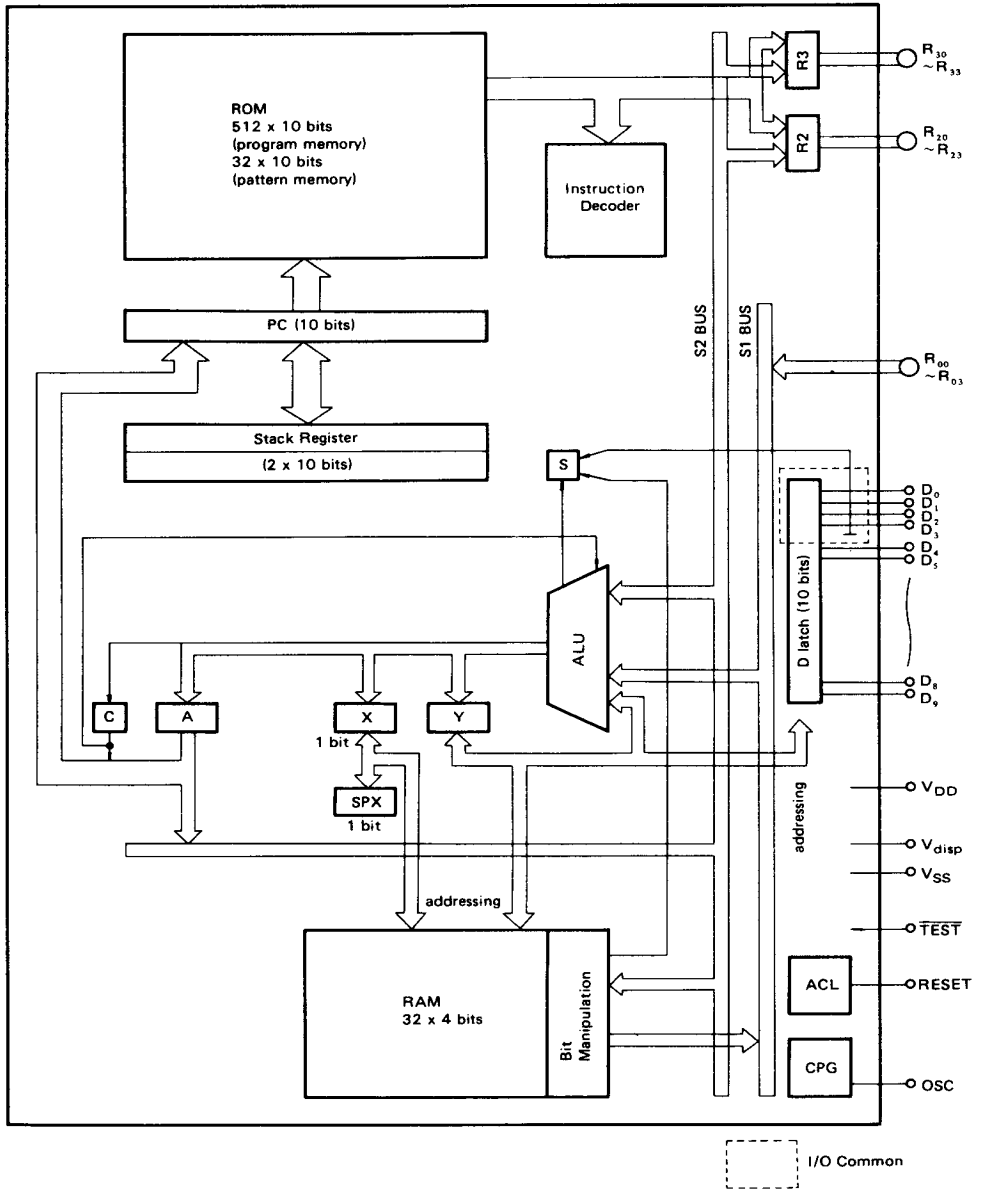 ROM
512 x 10 bits
(program memory)
32 x 10 bits
(pattern memory)
Instruction
Decoder
R3
R₃₀
~R₃₃
R2
R₂₀
~R₂₃
PC (10 bits)
Stack Register
(2 x 10 bits)
S2 BUS
S1 BUS
R₀₀
~R₀₃
S
D₀
D₁
D₂
D₃
D₄
D₅
D latch (10 bits)
D₈
D₉
ALU
C
A
X
Y
1 bit
SPX
1 bit
addressing
addressing
V_DD
V_disp
V_SS
TEST
RAM
32 x 4 bits
Bit
Manipulation
ACL
RESET
CPG
OSC
I/O Common